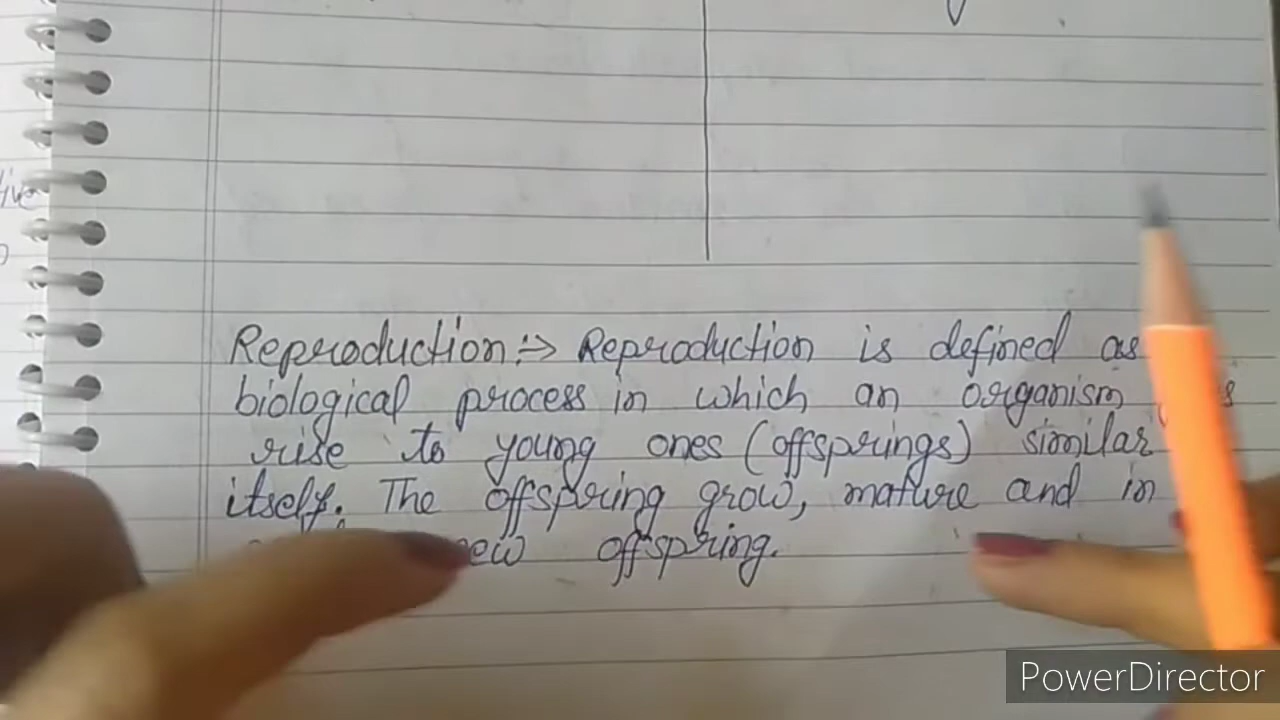 Reproduction :-> Reproduction is defined as
biological process in which an organism
rise to young ones (offsprings) similar
itself. The offspring grow, mature and in
offspring.
PowerDirector